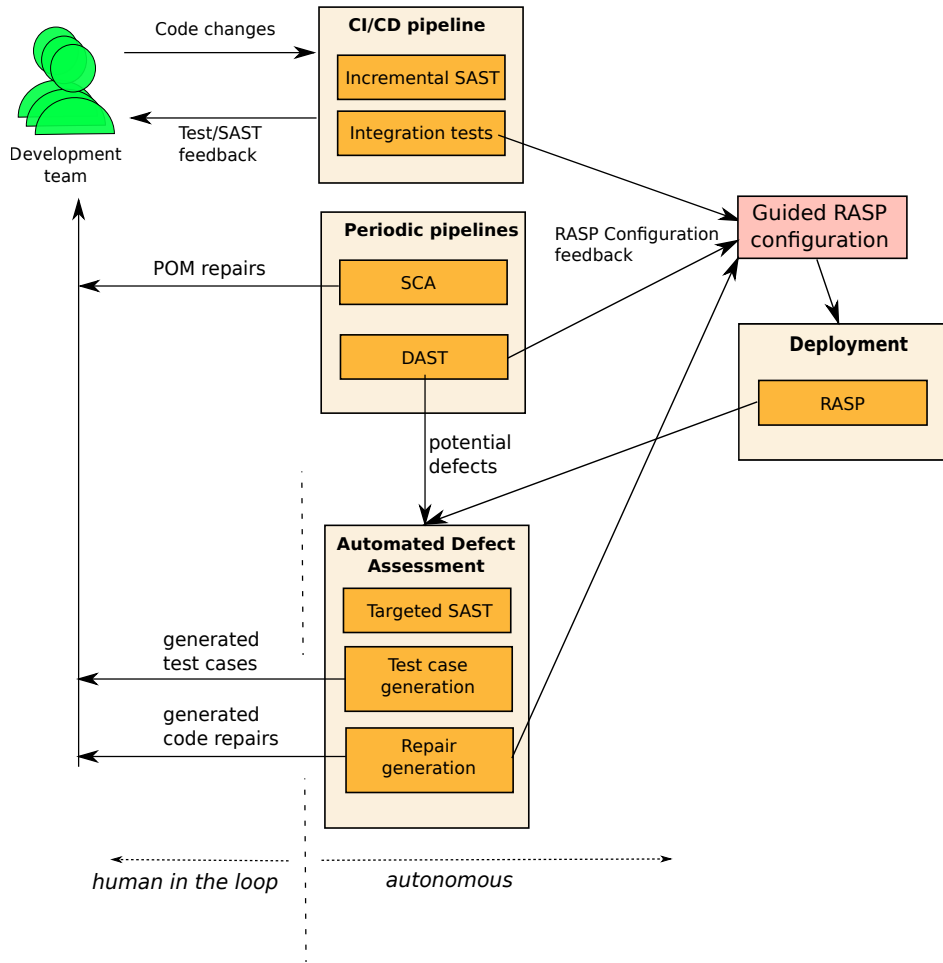 Code changes
CI/CD pipeline
Incremental SAST
Integration tests
Test/SAST
feedback
Development
team
Periodic pipelines
SCA
DAST
POM repairs
RASP Configuration
feedback
Guided RASP
configuration
Deployment
RASP
potential
defects
Automated Defect
Assessment
Targeted SAST
Test case
generation
Repair
generation
generated
test cases
generated
code repairs
human in the loop
autonomous